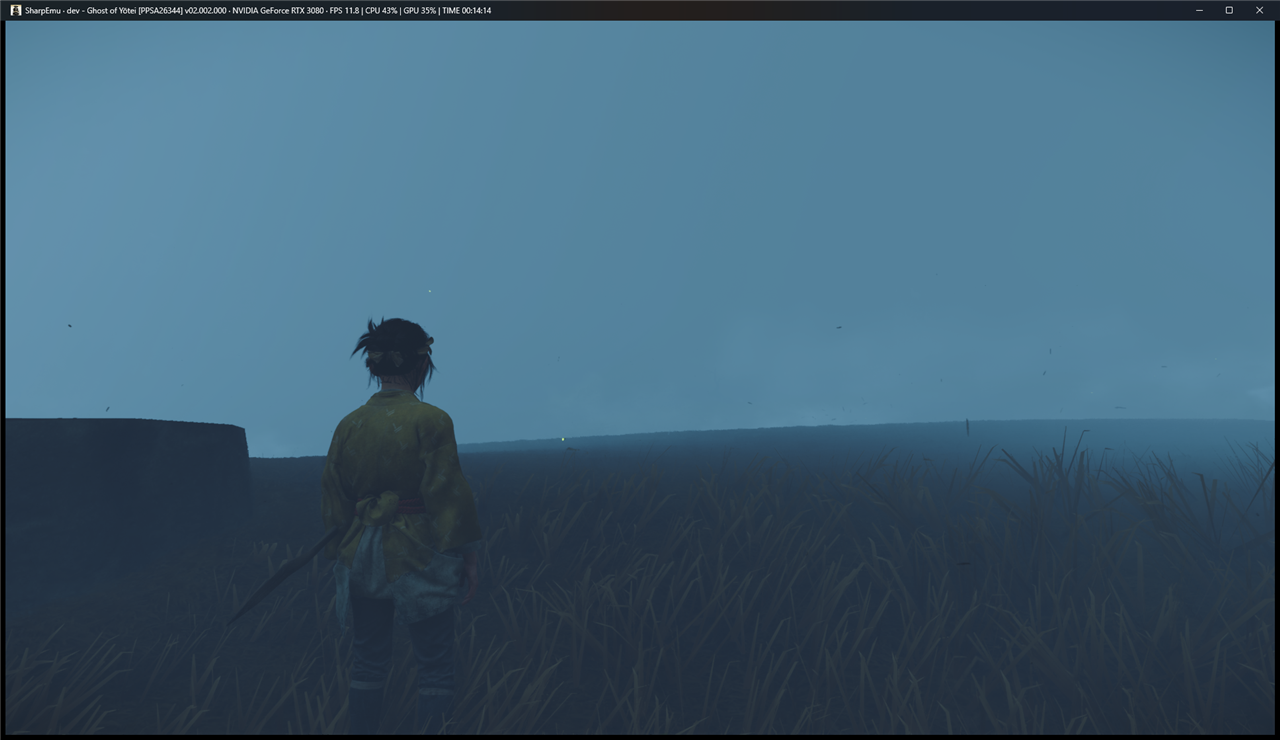 SharpEmu · dev - Ghost of Yōtei [PPSA26344] v02.002.000 · NVIDIA GeForce RTX 3080 · FPS 11.8 | CPU 43% | GPU 35% | TIME 00:14:14